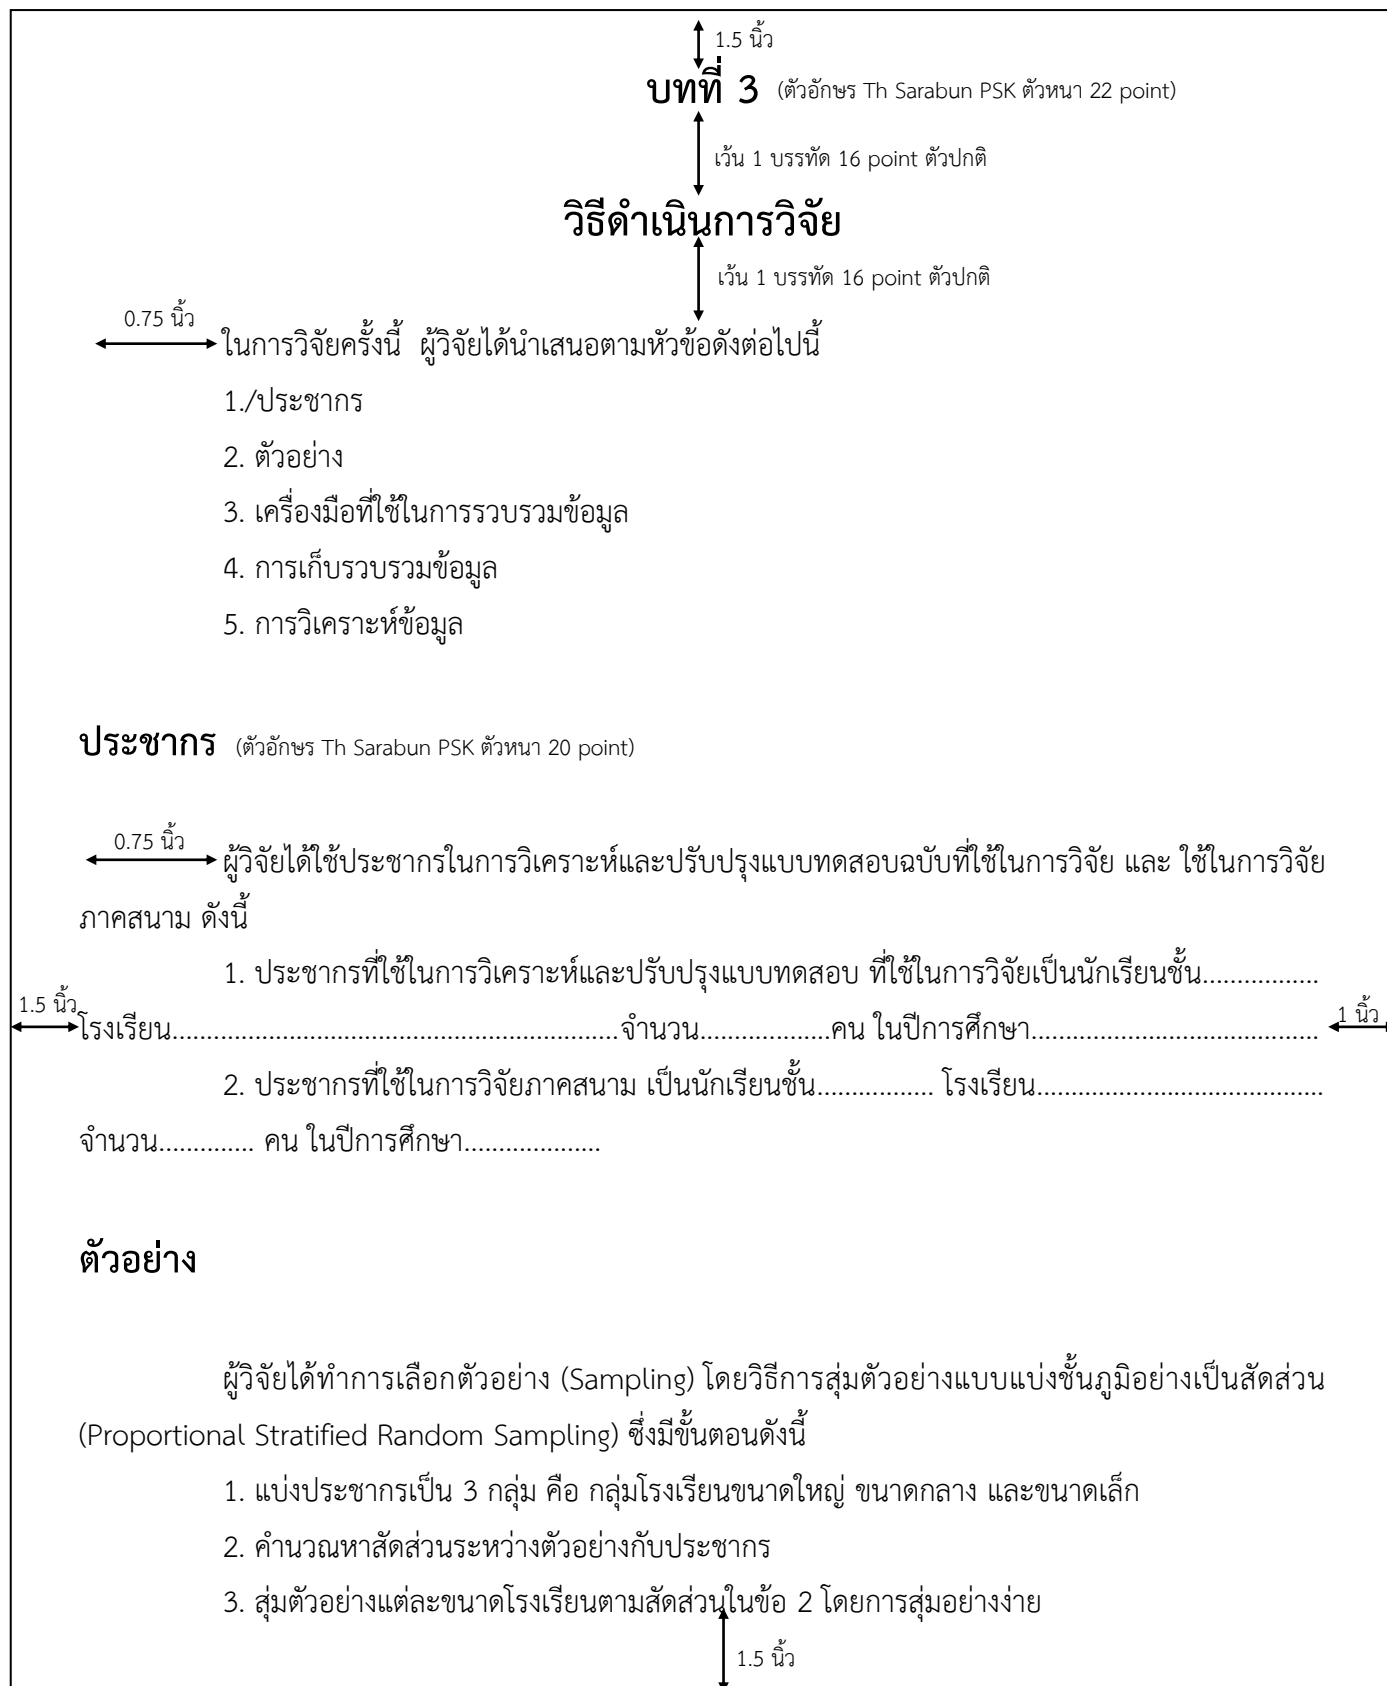 1.5 นิ้ว
บทที่ 3 (ตัวอักษร Th Sarabun PSK ตัวหนา 22 point)
เว้น 1 บรรทัด 16 point ตัวปกติ
วิธีดำเนินการวิจัย
เว้น 1 บรรทัด 16 point ตัวปกติ
0.75 นิ้ว
ในการวิจัยครั้งนี้ ผู้วิจัยได้นำเสนอตามหัวข้อดังต่อไปนี้
1./ประชากร
2. ตัวอย่าง
3. เครื่องมือที่ใช้ในการรวบรวมข้อมูล
4. การเก็บรวบรวมข้อมูล
5. การวิเคราะห์ข้อมูล
ประชากร (ตัวอักษร Th Sarabun PSK ตัวหนา 20 point)
0.75 นิ้ว
ผู้วิจัยได้ใช้ประชากรในการวิเคราะห์และปรับปรุงแบบทดสอบฉบับที่ใช้ในการวิจัย และ ใช้ในการวิจัย
ภาคสนาม ดังนี้
1. ประชากรที่ใช้ในการวิเคราะห์และปรับปรุงแบบทดสอบ ที่ใช้ในการวิจัยเป็นนักเรียนชั้น.................
1.5 นิ้ว
โรงเรียน.................................................................จำนวน...................คน ในปีการศึกษา..........................................
1 นิ้ว
2. ประชากรที่ใช้ในการวิจัยภาคสนาม เป็นนักเรียนชั้น................. โรงเรียน..........................................
จำนวน.............. คน ในปีการศึกษา....................
ตัวอย่าง
ผู้วิจัยได้ทำการเลือกตัวอย่าง (Sampling) โดยวิธีการสุ่มตัวอย่างแบบแบ่งชั้นภูมิอย่างเป็นสัดส่วน
(Proportional Stratified Random Sampling) ซึ่งมีขั้นตอนดังนี้
1. แบ่งประชากรเป็น 3 กลุ่ม คือ กลุ่มโรงเรียนขนาดใหญ่ ขนาดกลาง และขนาดเล็ก
2. คำนวณหาสัดส่วนระหว่างตัวอย่างกับประชากร
3. สุ่มตัวอย่างแต่ละขนาดโรงเรียนตามสัดส่วนในข้อ 2 โดยการสุ่มอย่างง่าย
1.5 นิ้ว